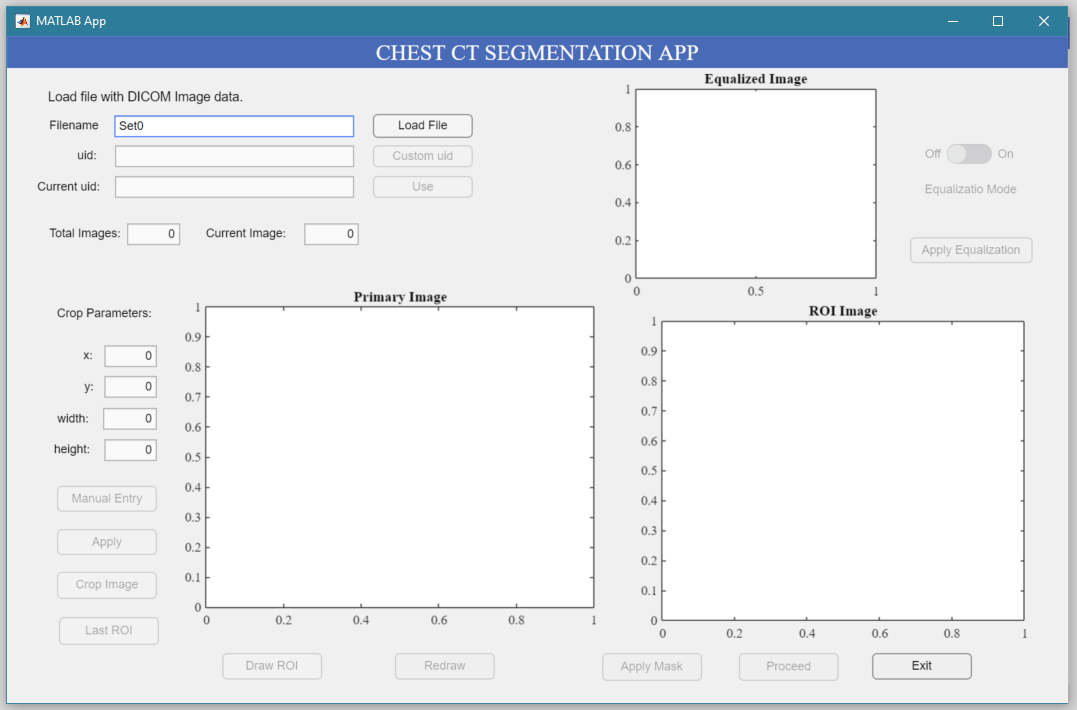 MATLAB App
CHEST CT SEGMENTATION APP
Load file with DICOM Image data.
Filename Set0 Load File
uid: Custom uid
Current uid: Use
Total Images: 0 Current Image: 0
Equalized Image
1
0.8
0.6
0.4
0.2
0
0 0.5 1
Off On
Equalizatio Mode
Apply Equalization
Crop Parameters:
x: 0
y: 0
width: 0
height: 0
Manual Entry
Apply
Crop Image
Last ROI
Primary Image
1
0.9
0.8
0.7
0.6
0.5
0.4
0.3
0.2
0.1
0
0 0.2 0.4 0.6 0.8 1
ROI Image
1
0.9
0.8
0.7
0.6
0.5
0.4
0.3
0.2
0.1
0
0 0.2 0.4 0.6 0.8 1
Draw ROI Redraw Apply Mask Proceed Exit